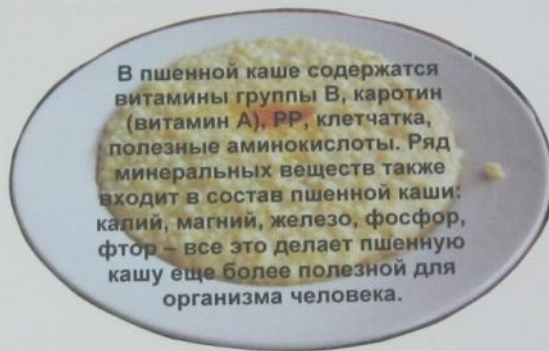 В пшенной каше содержатся
витамины группы В, каротин
(витамин А), РР, клетчатка,
полезные аминокислоты. Ряд
минеральных веществ также
входит в состав пшенной каши:
калий, магний, железо, фосфор,
фтор – все это делает пшенную
кашу еще более полезной для
организма человека.